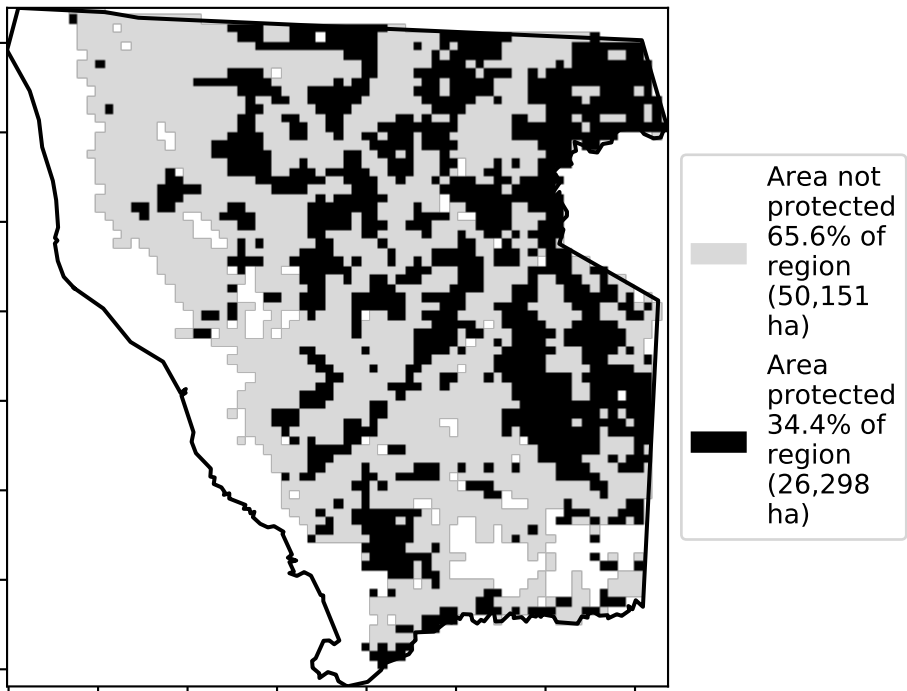 Area not
protected
65.6% of
region
(50,151
ha)
Area
protected
34.4% of
region
(26,298
ha)